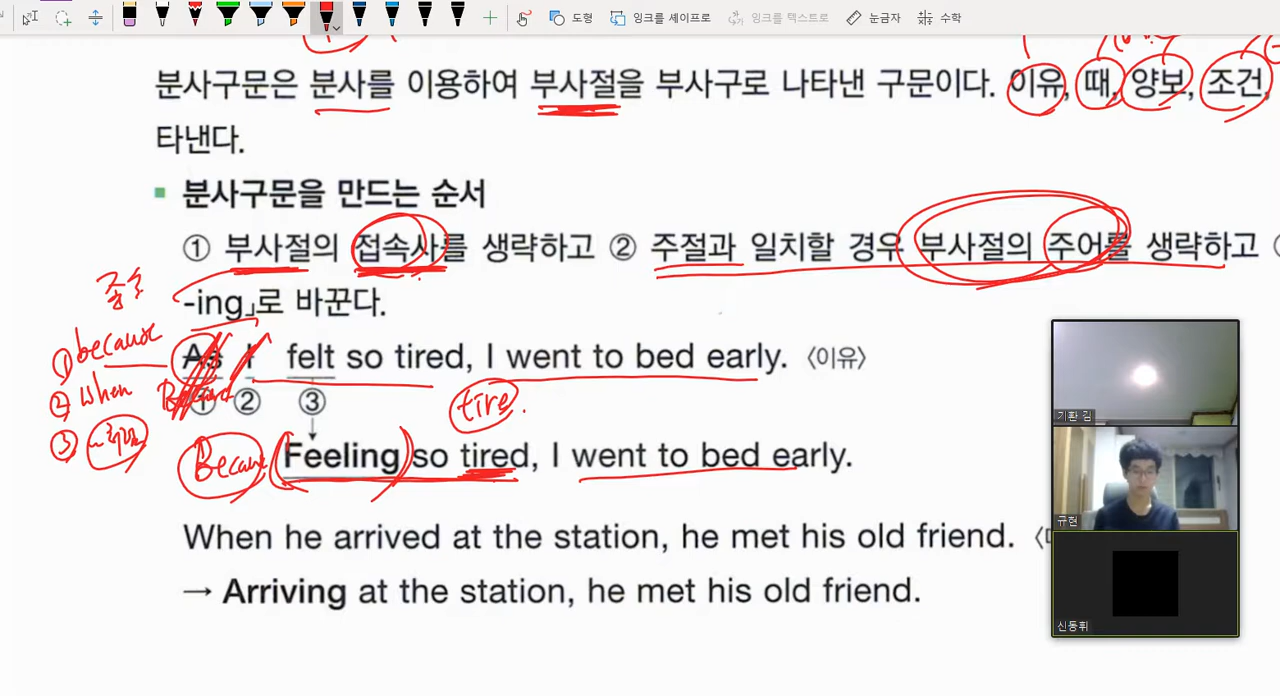 도형 잉크를 셰이프로 잉크를 텍스트로 눈금자 수학
분사구문은 분사를 이용하여 부사절을 부사구로 나타낸 구문이다. 이유, 때, 양보, 조건,
타낸다.
분사구문을 만드는 순서
① 부사절의 접속사를 생략하고 ② 주절과 일치할 경우 부사절의 주어를 생략하고
-ing」로 바꾼다.
① because
As I felt so tired, I went to bed early. 〈이유〉
② When
① ② ③
tire.
③
↓
Because (Feeling) so tired, I went to bed early.
When he arrived at the station, he met his old friend.
→ Arriving at the station, he met his old friend.
기환 김
규현
신동휘